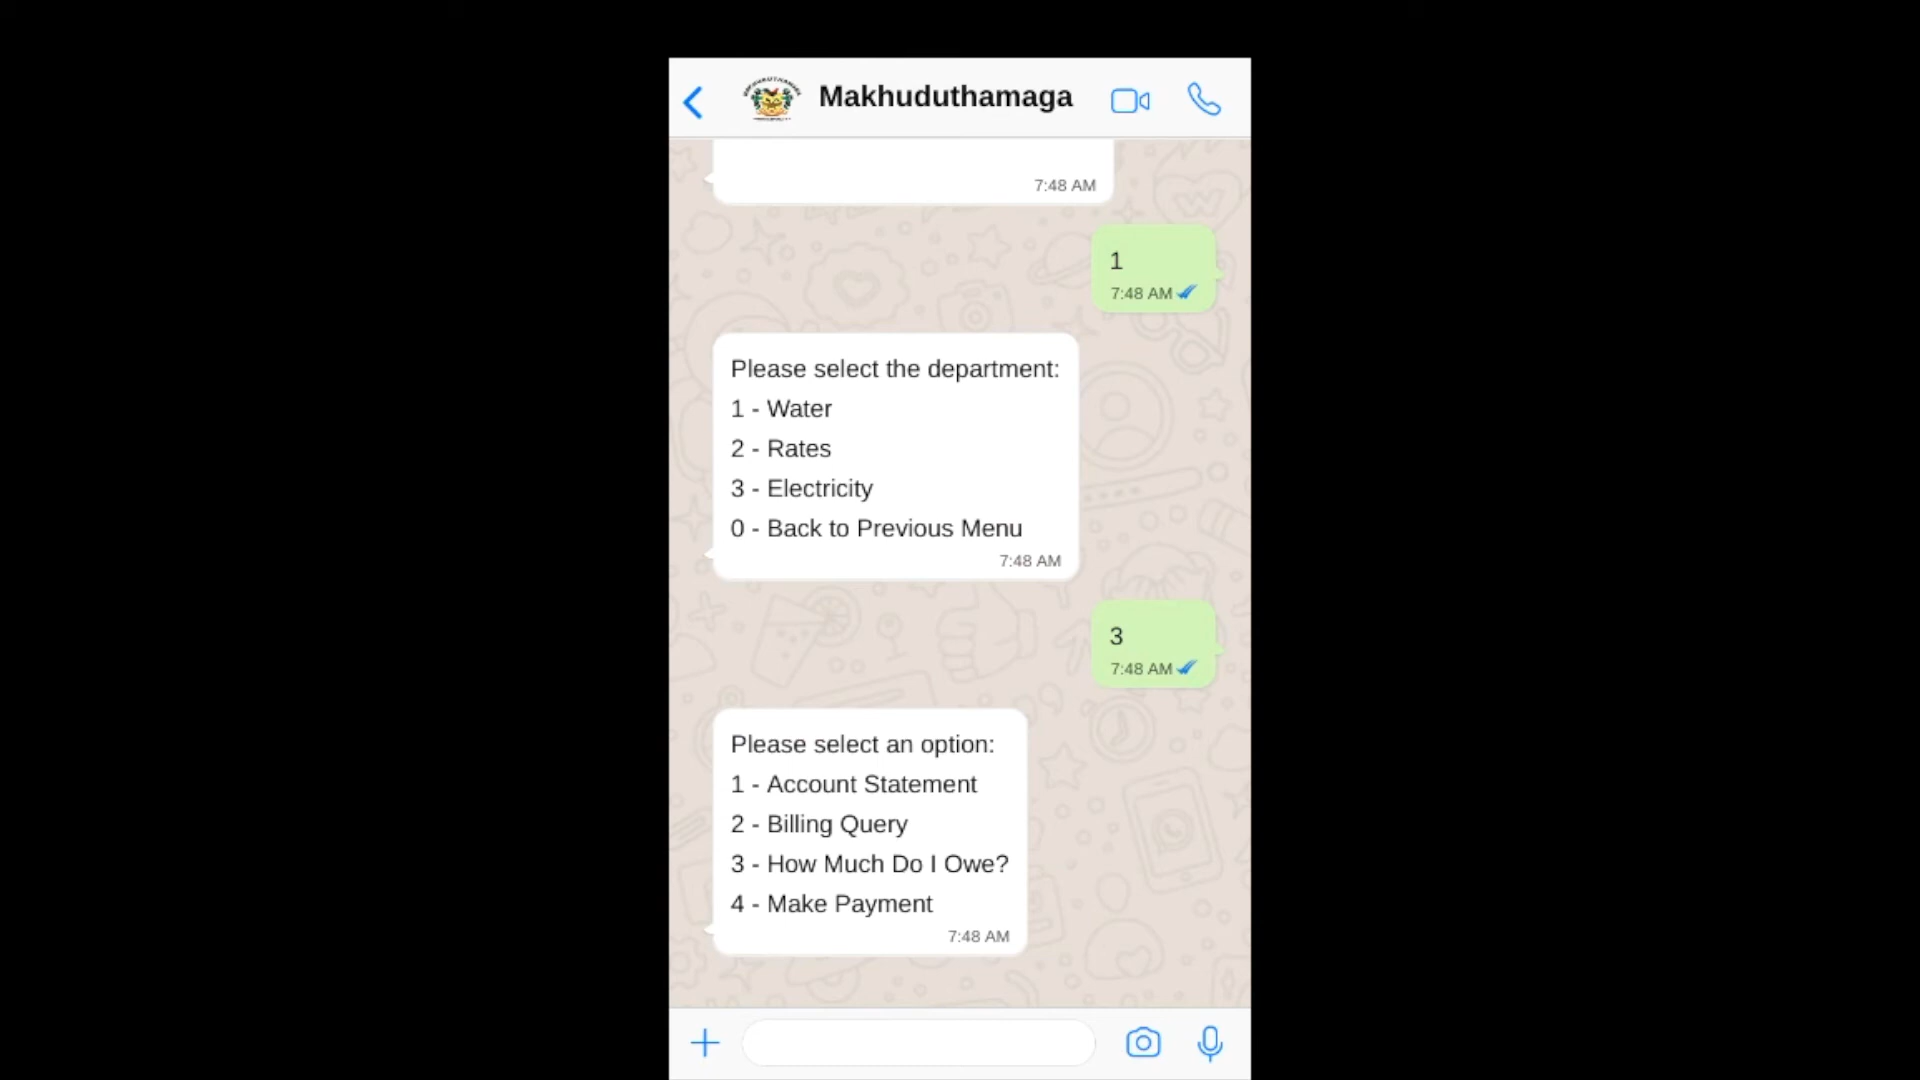 Makhuduthamaga
7:48 AM
1
7:48 AM
Please select the department:
1 - Water
2 - Rates
3 - Electricity
0 - Back to Previous Menu
7:48 AM
3
7:48 AM
Please select an option:
1 - Account Statement
2 - Billing Query
3 - How Much Do I Owe?
4 - Make Payment
7:48 AM